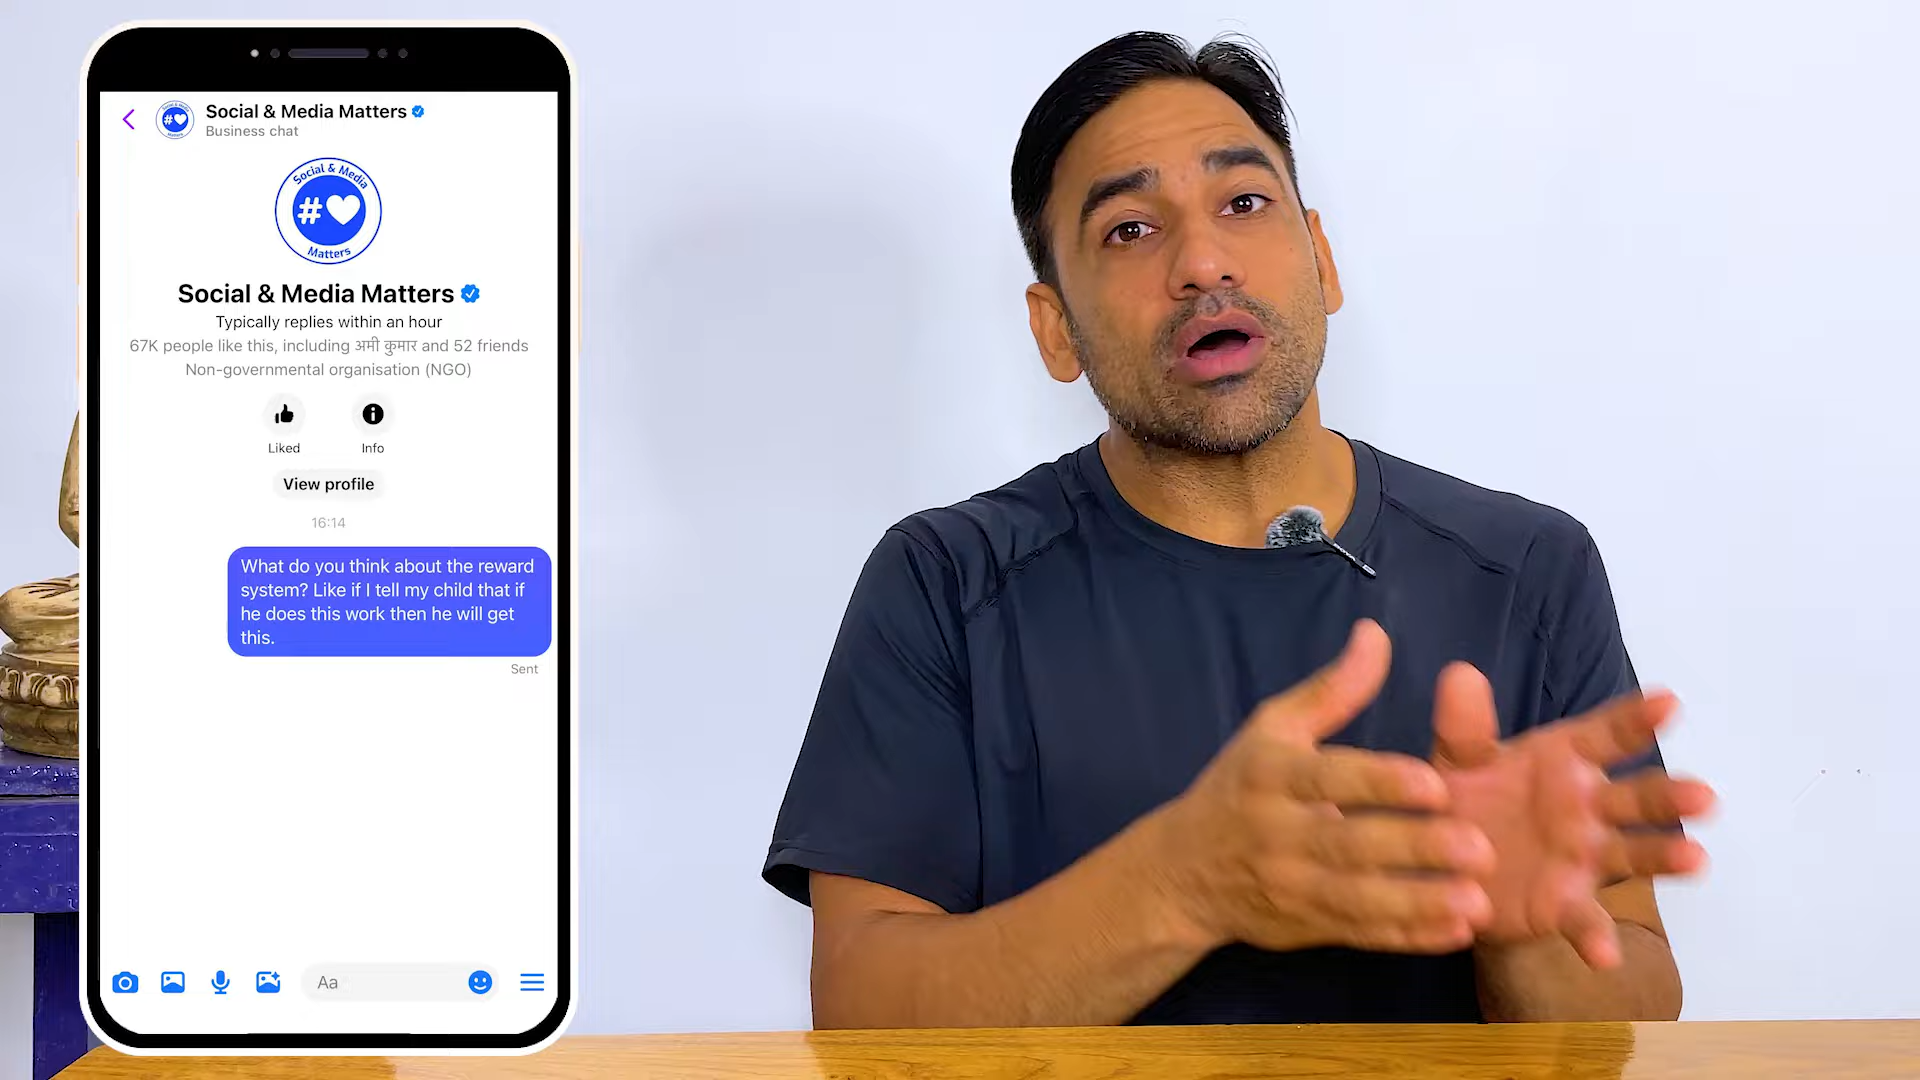 Social & Media Matters
Business chat
Social & Media
#
Matters
Social & Media Matters
Typically replies within an hour
67K people like this, including अमी कुमार and 52 friends
Non-governmental organisation (NGO)
Liked
Info
View profile
16:14
What do you think about the reward
system? Like if I tell my child that if
he does this work then he will get
this.
Sent
Aa